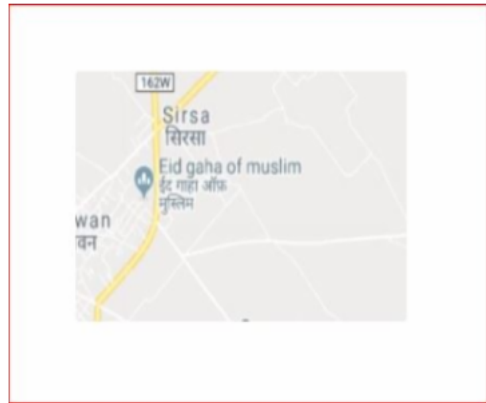 162W
Sirsa
सिरसा
Eid gaha of muslim
ईद गाहा ऑफ़
मुस्लिम
wan
वन